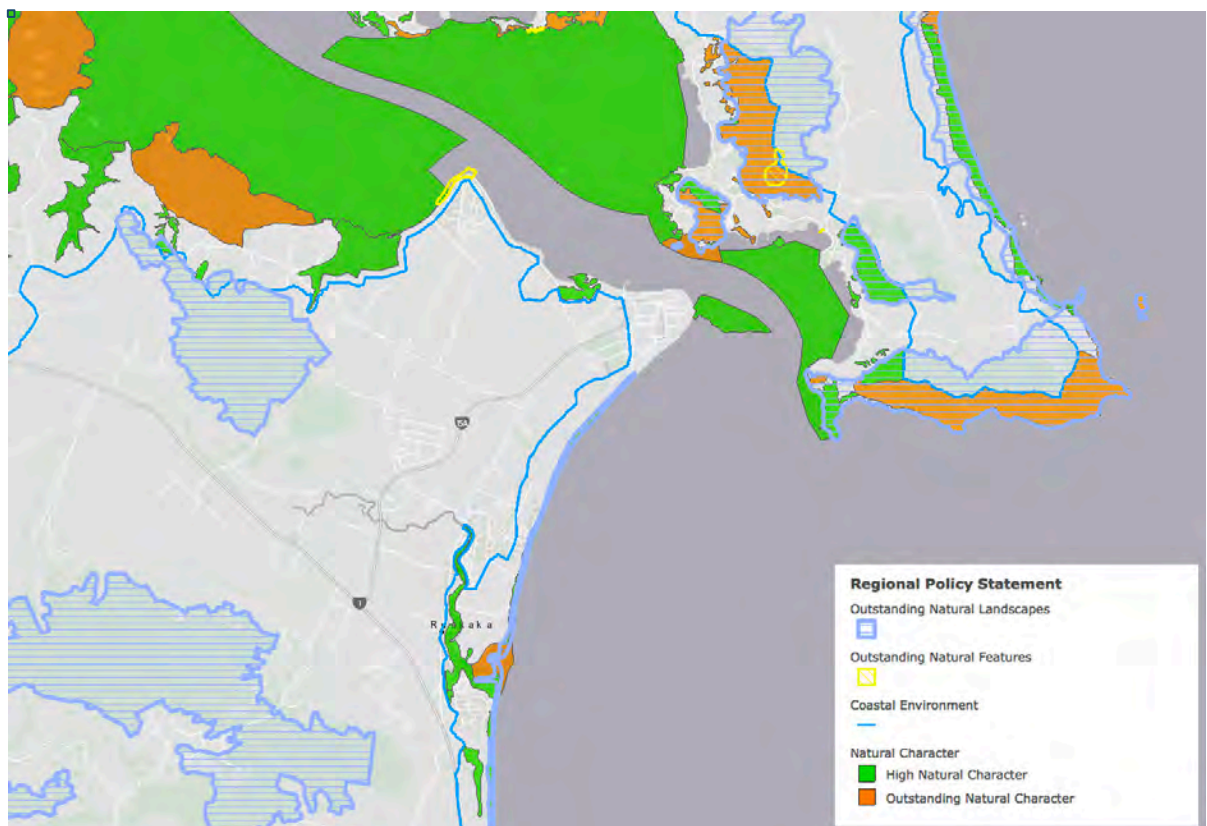 15A
1
Ruakaka
Regional Policy Statement
Outstanding Natural Landscapes
Outstanding Natural Features
Coastal Environment
Natural Character
High Natural Character
Outstanding Natural Character